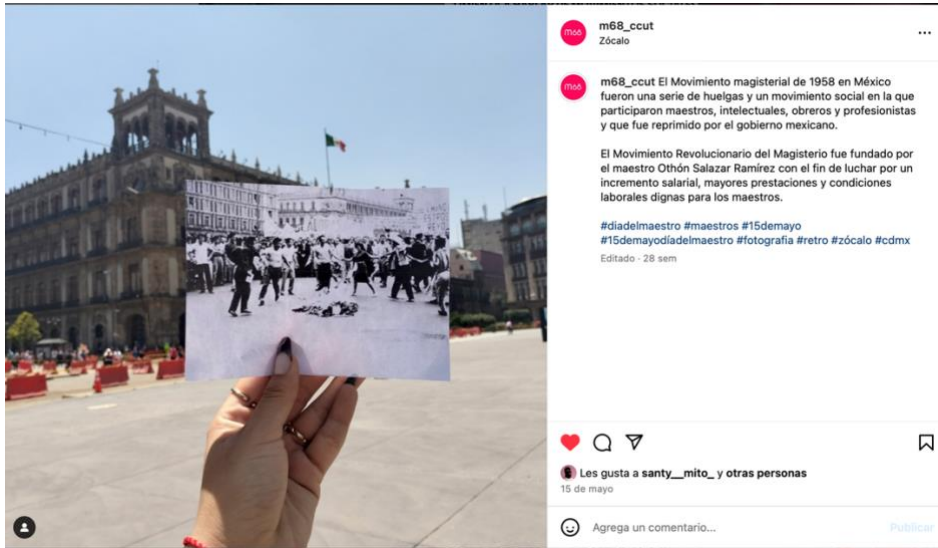 m68
m68_ccut
Zócalo
m68
m68_ccut El Movimiento magisterial de 1958 en México
fueron una serie de huelgas y un movimiento social en la que
participaron maestros, intelectuales, obreros y profesionistas
y que fue reprimido por el gobierno mexicano.
El Movimiento Revolucionario del Magisterio fue fundado por
el maestro Othón Salazar Ramírez con el fin de luchar por un
incremento salarial, mayores prestaciones y condiciones
laborales dignas para los maestros.
#diadelmaestro #maestros #15demayo
#15demayodíadelmaestro #fotografia #retro #zócalo #cdmx
Editado · 28 sem
Les gusta a santy__mito_ y otras personas
15 de mayo
Agrega un comentario...
Publicar